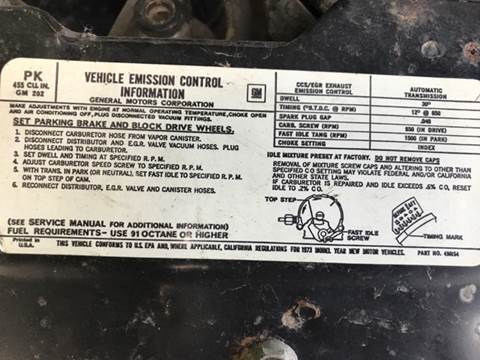 PK
455 CU. IN.
GM 202
VEHICLE EMISSION CONTROL
INFORMATION
GENERAL MOTORS CORPORATION
GM
MAKE ADJUSTMENTS WITH ENGINE AT NORMAL OPERATING TEMPERATURE, CHOKE OPEN
AND AIR CONDITIONING OFF, PLUG DISCONNECTED VACUUM FITTINGS.
SET PARKING BRAKE AND BLOCK DRIVE WHEELS.
1. DISCONNECT CARBURETOR HOSE FROM VAPOR CANISTER.
2. DISCONNECT DISTRIBUTOR AND E.G.R. VALVE VACUUM HOSES. PLUG
HOSES LEADING TO CARBURETOR.
3. SET DWELL AND TIMING AT SPECIFIED R.P.M.
4. ADJUST CARBURETOR SPEED SCREW TO SPECIFIED R.P.M.
5. WITH TRANS. IN PARK (OR NEUTRAL), SET FAST IDLE TO SPECIFIED R.P.M.
ON TOP STEP OF CAM.
6. RECONNECT DISTRIBUTOR, E.G.R. VALVE AND CANISTER HOSES.
(SEE SERVICE MANUAL FOR ADDITIONAL INFORMATION)
FUEL REQUIREMENTS - USE 91 OCTANE OR HIGHER
CCS/EGR EXHAUST
EMISSION CONTROL
AUTOMATIC
TRANSMISSION
DWELL 30°
TIMING (°B.T.D.C. @ RPM) 12° @ 650
SPARK PLUG GAP .040
CARB. SCREW (RPM) 650 (IN DRIVE)
FAST IDLE TANG (RPM) 1500 (IN PARK)
CHOKE SETTING INDEX
IDLE MIXTURE PRESET AT FACTORY. DO NOT REMOVE CAPS
REMOVAL OF MIXTURE SCREW CAPS AND ALTERING TO OTHER THAN
SPECIFIED CO SETTING MAY VIOLATE FEDERAL AND/OR CALIFORNIA
AND OTHER STATE LAWS.
IF CARBURETOR IS REPAIRED AND IDLE EXCEEDS .6% CO, RESET
IDLE TO .2% CO.
TOP STEP
FAST IDLE
SCREW
TIMING MARK
Printed in
U.S.A.
THIS VEHICLE CONFORMS TO U.S. EPA AND, WHERE APPLICABLE, CALIFORNIA REGULATIONS FOR 1973 MODEL YEAR NEW MOTOR VEHICLES.
PART NO.